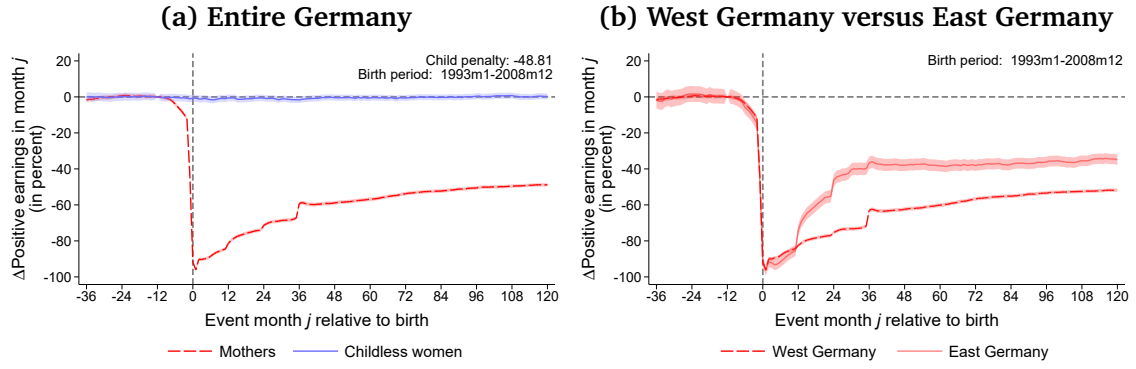 (a) Entire Germany
Child penalty: -48.81
Birth period: 1993m1-2008m12
ΔPositive earnings in month j
(in percent)
20
0
-20
-40
-60
-80
-100
-36 -24 -12 0 12 24 36 48 60 72 84 96 108 120
Event month j relative to birth
Mothers Childless women
(b) West Germany versus East Germany
Birth period: 1993m1-2008m12
ΔPositive earnings in month j
(in percent)
20
0
-20
-40
-60
-80
-100
-36 -24 -12 0 12 24 36 48 60 72 84 96 108 120
Event month j relative to birth
West Germany East Germany